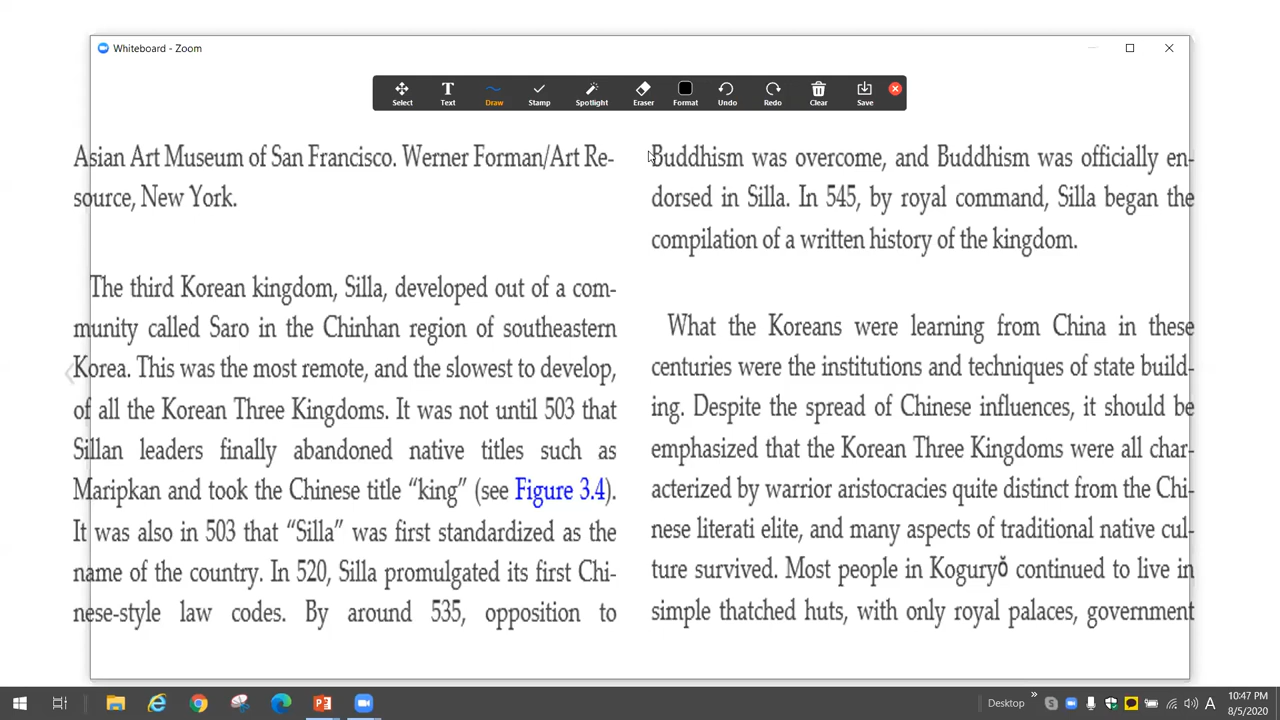 Whiteboard - Zoom
Select Text Draw Stamp Spotlight Eraser Format Undo Redo Clear Save
Asian Art Museum of San Francisco. Werner Forman/Art Re-
source, New York.
The third Korean kingdom, Silla, developed out of a com-
munity called Saro in the Chinhan region of southeastern
Korea. This was the most remote, and the slowest to develop,
of all the Korean Three Kingdoms. It was not until 503 that
Sillan leaders finally abandoned native titles such as
Maripkan and took the Chinese title “king” (see Figure 3.4).
It was also in 503 that “Silla” was first standardized as the
name of the country. In 520, Silla promulgated its first Chi-
nese-style law codes. By around 535, opposition to
Buddhism was overcome, and Buddhism was officially en-
dorsed in Silla. In 545, by royal command, Silla began the
compilation of a written history of the kingdom.
What the Koreans were learning from China in these
centuries were the institutions and techniques of state build-
ing. Despite the spread of Chinese influences, it should be
emphasized that the Korean Three Kingdoms were all char-
acterized by warrior aristocracies quite distinct from the Chi-
nese literati elite, and many aspects of traditional native cul-
ture survived. Most people in Koguryŏ continued to live in
simple thatched huts, with only royal palaces, government
Desktop
A
10:47 PM
8/5/2020